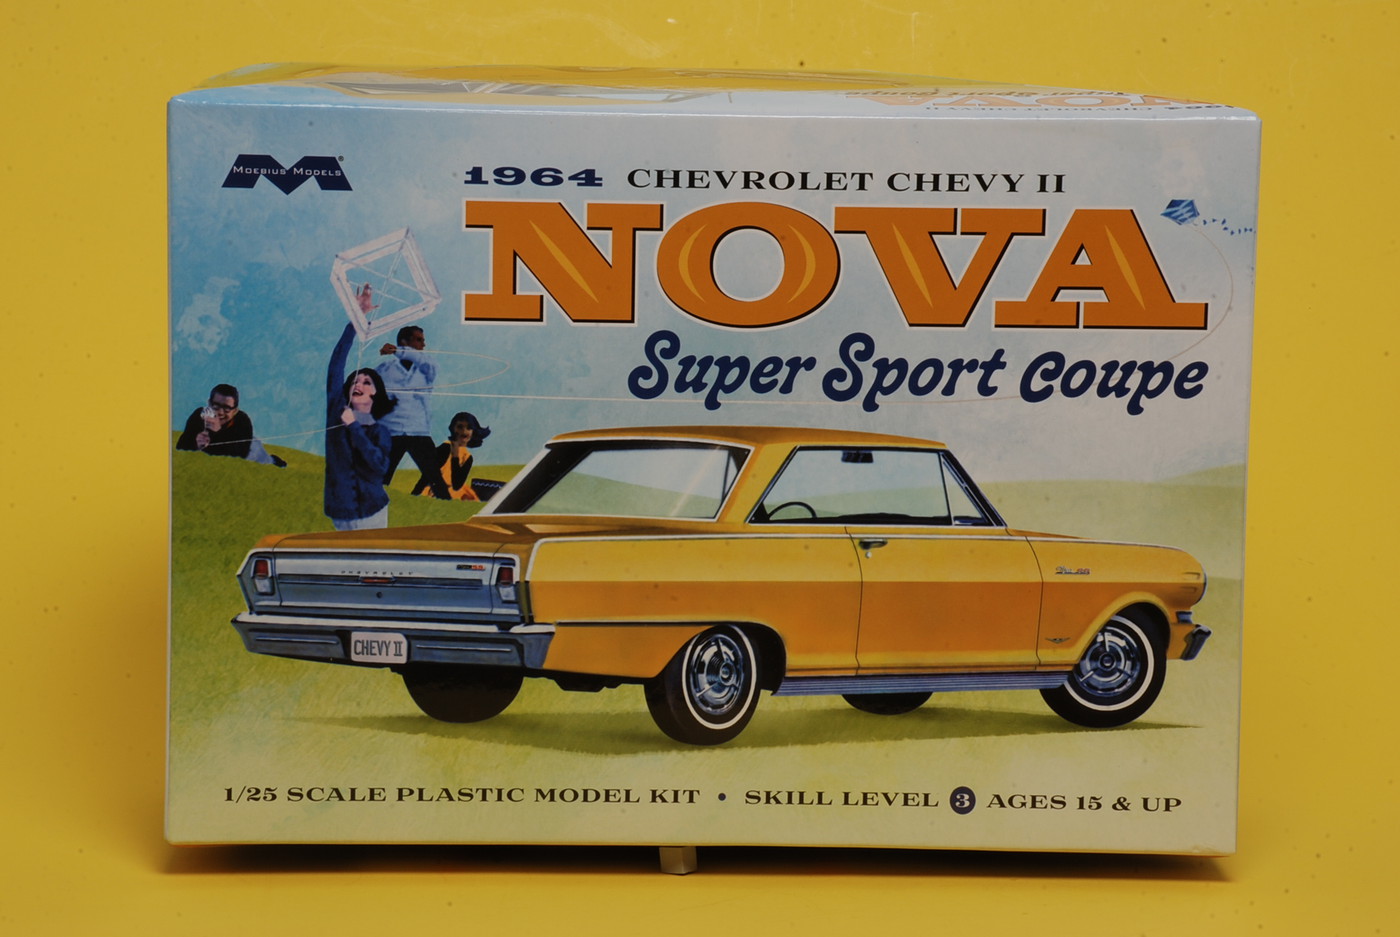 MOEBIUS MODELS®
1964 CHEVROLET CHEVY II
NOVA
Super Sport Coupe
CHEVROLET
CHEVY II
1/25 SCALE PLASTIC MODEL KIT • SKILL LEVEL 3 AGES 15 & UP